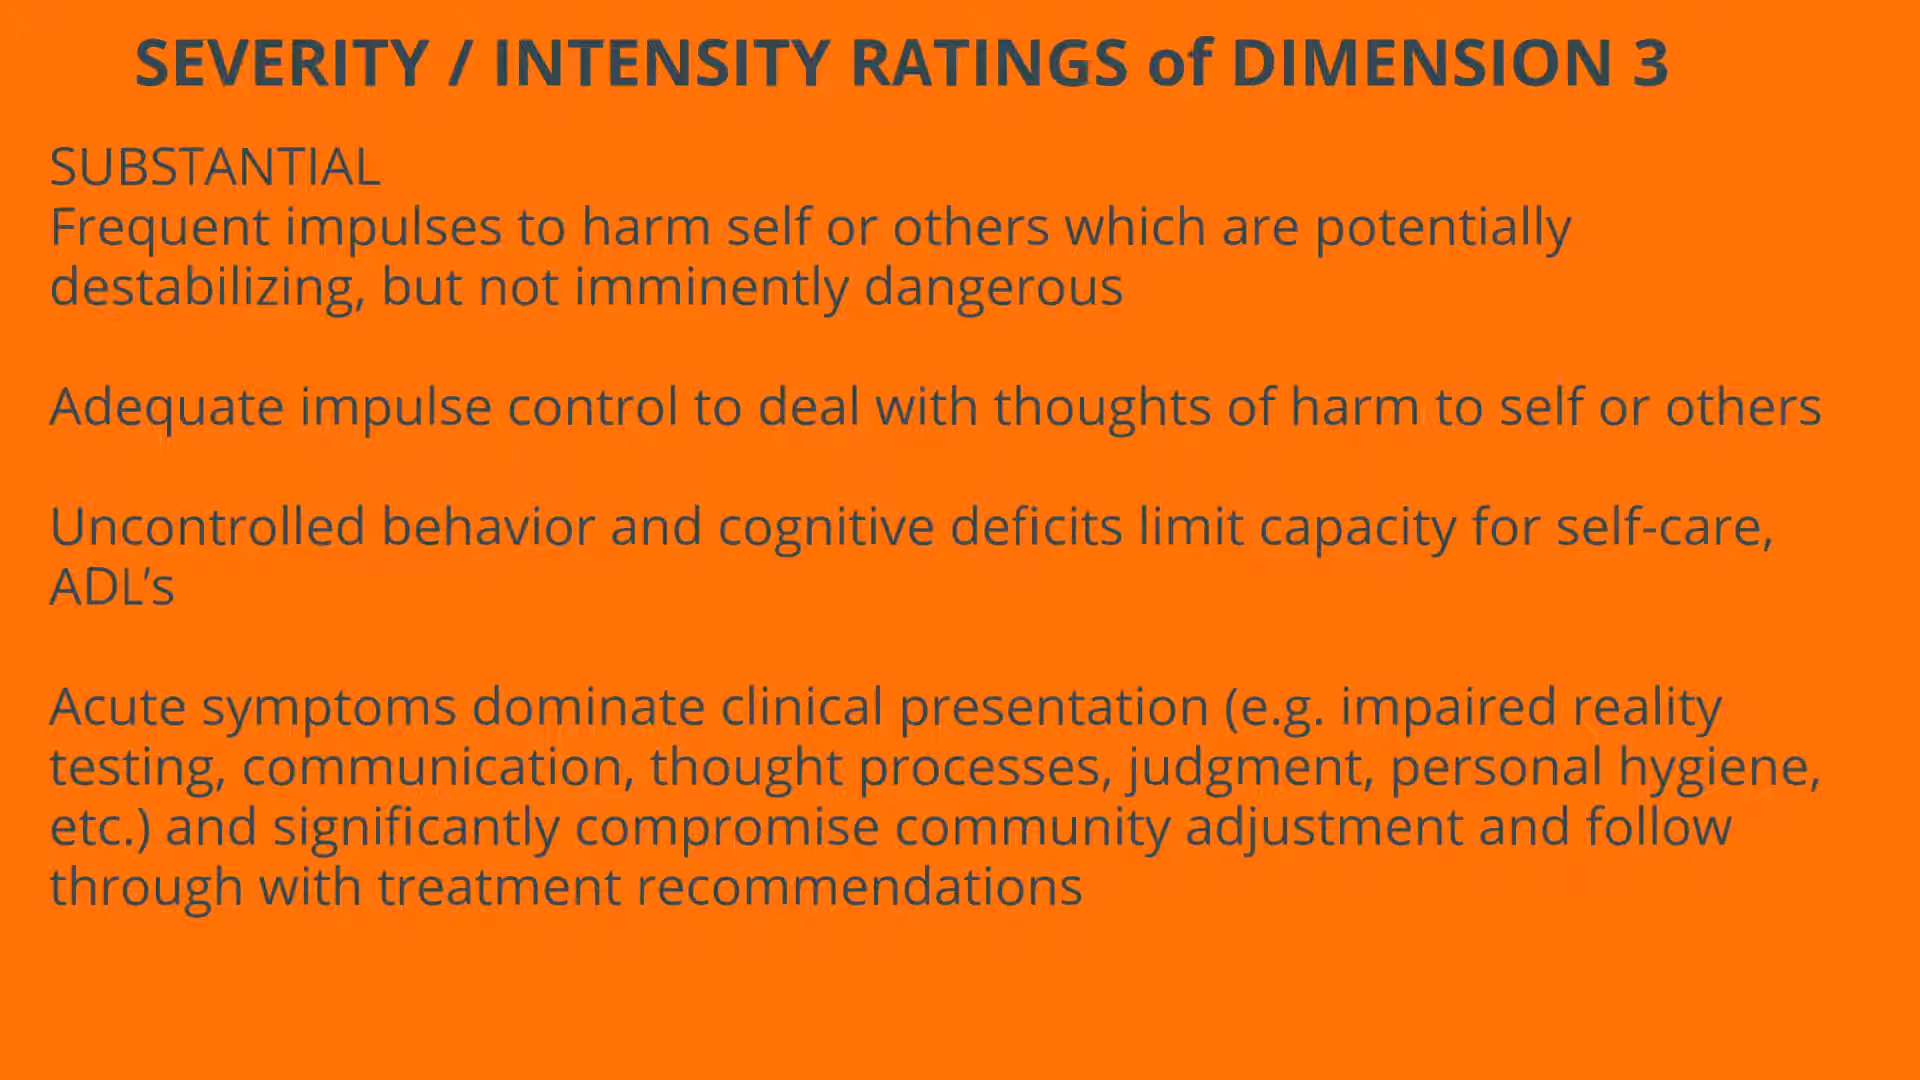 SEVERITY / INTENSITY RATINGS of DIMENSION 3
SUBSTANTIAL
Frequent impulses to harm self or others which are potentially
destabilizing, but not imminently dangerous
Adequate impulse control to deal with thoughts of harm to self or others
Uncontrolled behavior and cognitive deficits limit capacity for self-care,
ADL’s
Acute symptoms dominate clinical presentation (e.g. impaired reality
testing, communication, thought processes, judgment, personal hygiene,
etc.) and significantly compromise community adjustment and follow
through with treatment recommendations